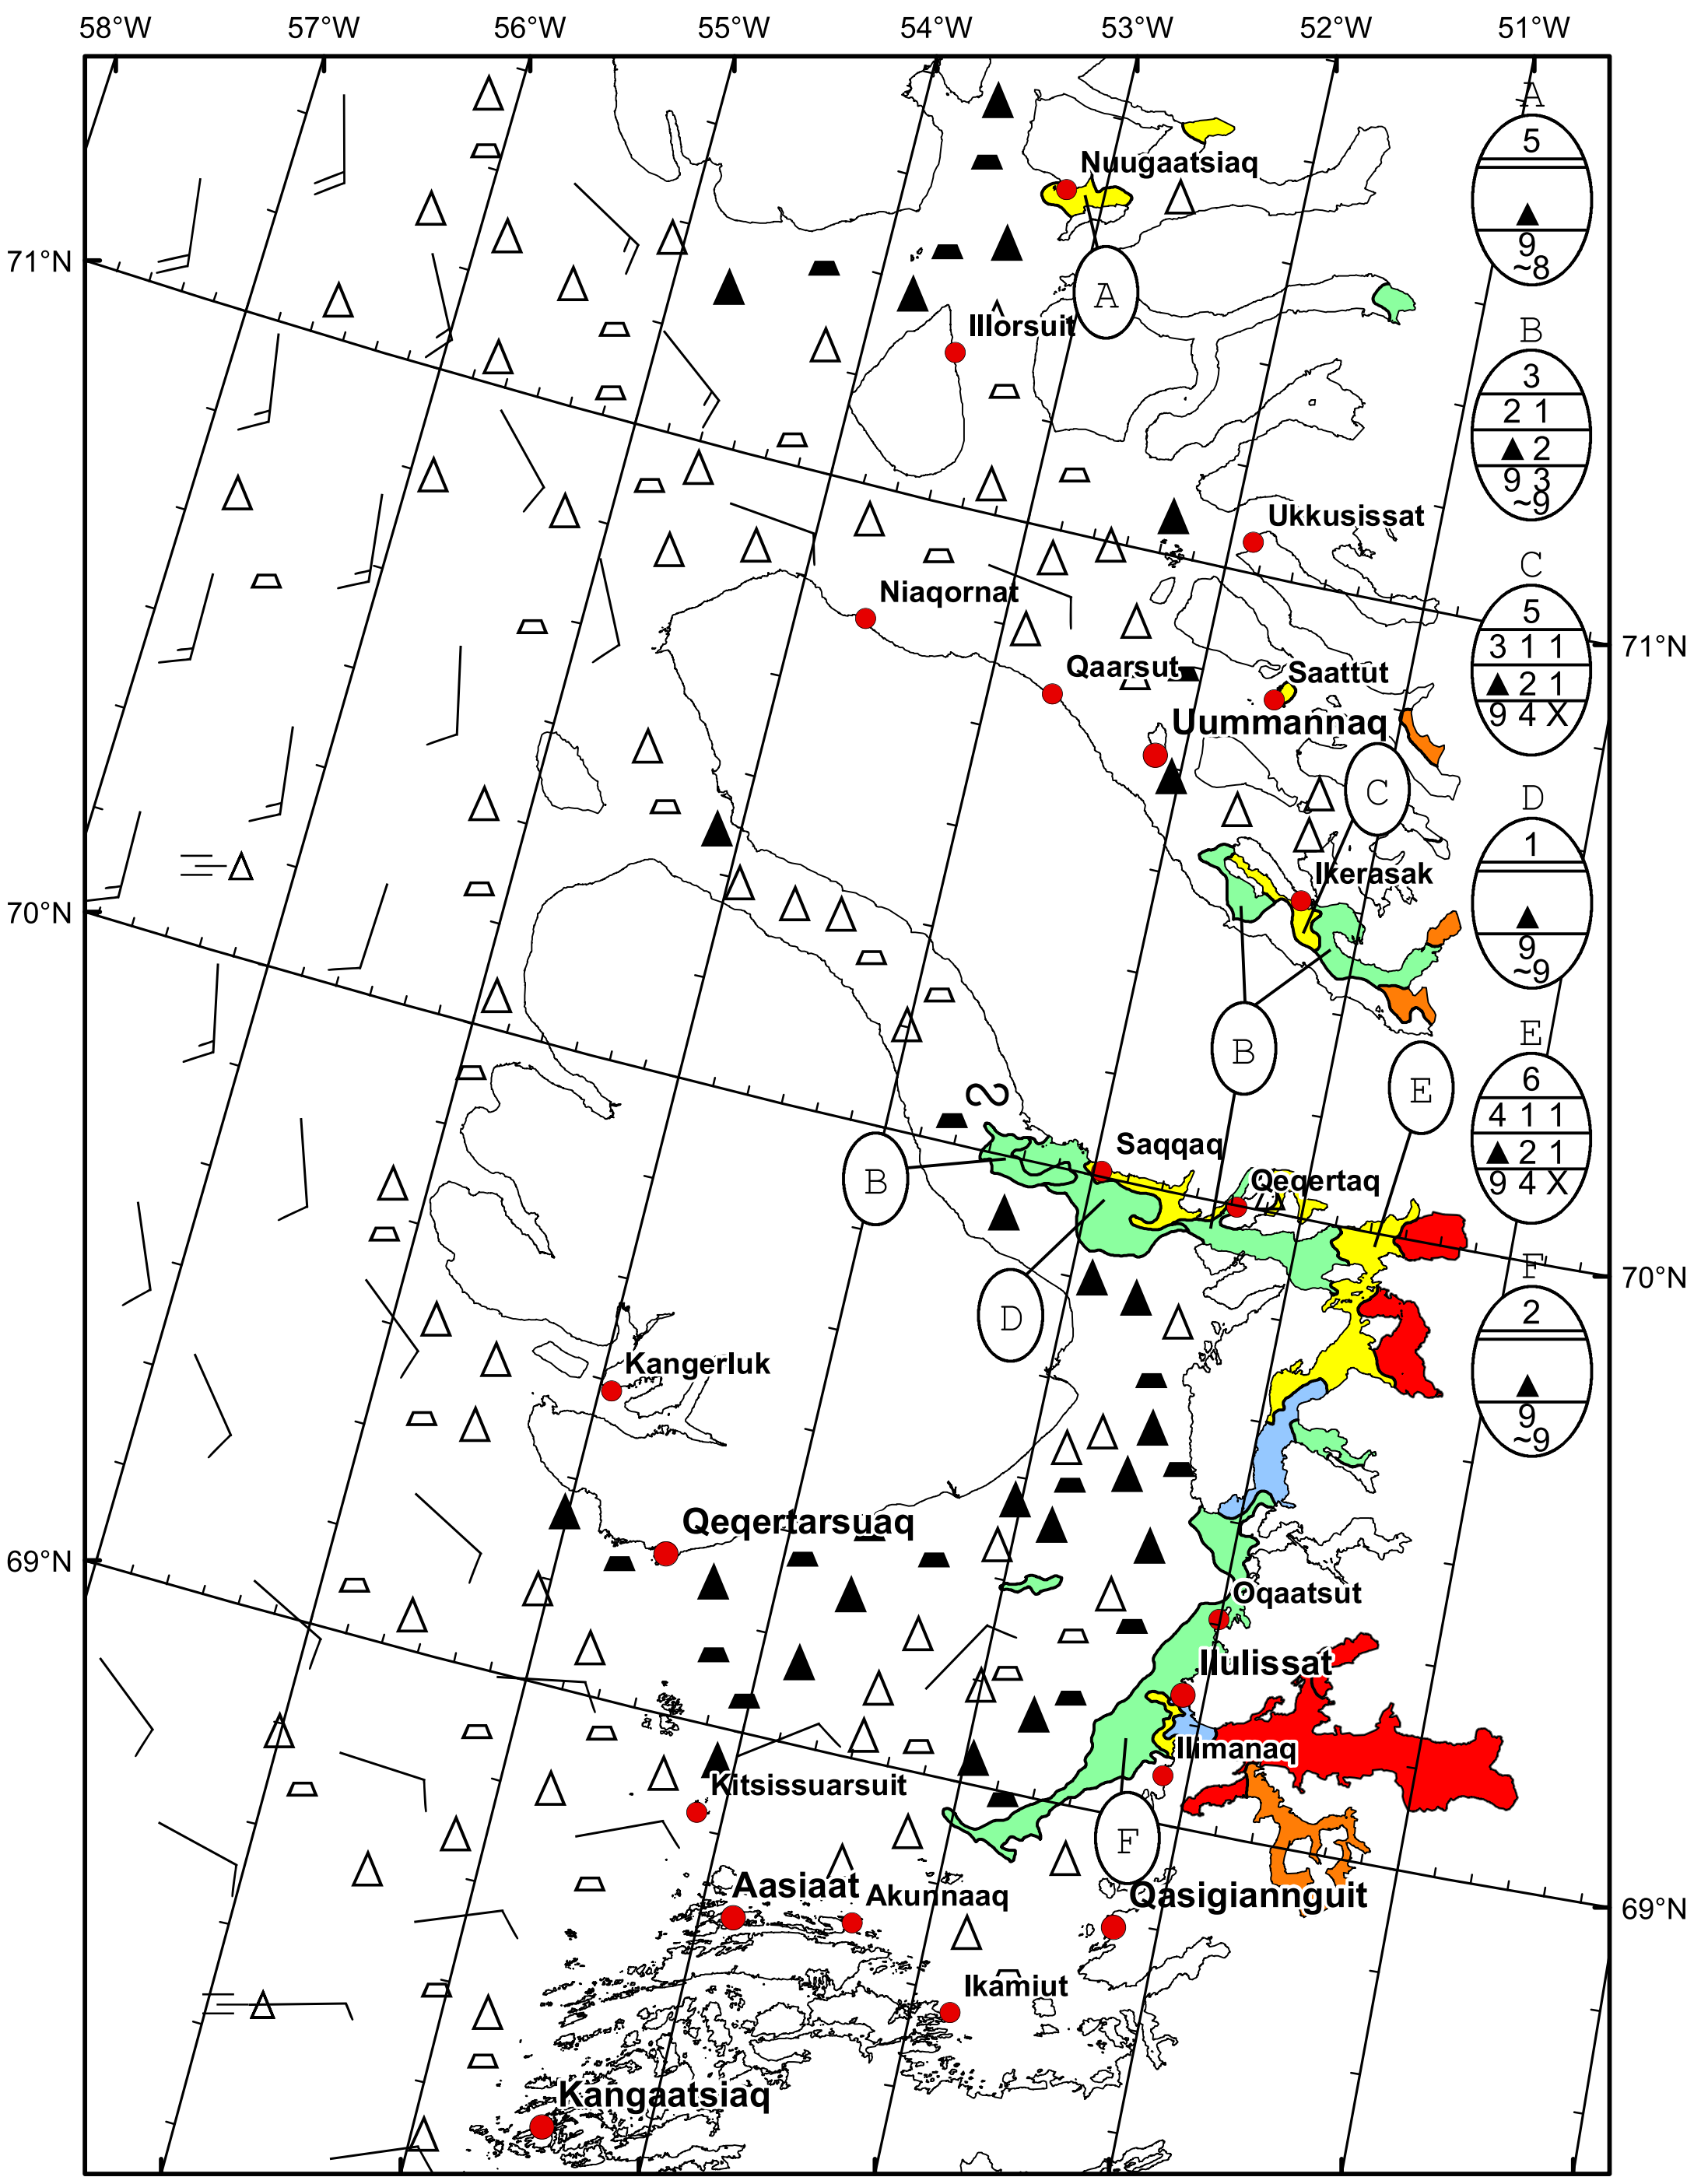 58°W 57°W 56°W 55°W 54°W 53°W 52°W 51°W
A
5
9
~8
Nuugaatsiaq
71°N
A
Illorsuit
B
3
2 1
2
9 3
~9
Ukkusissat
C
5
3 1 1
2 1
9 4 X
Niaqornat
71°N
Qaarsut
Saattut
Uummannaq
C
D
1
9
~9
Ikerasak
70°N
B
E
E
6
4 1 1
2 1
9 4 X
Saqqaq
B
Qeqertaq
70°N
D
F
2
9
~9
Kangerluk
Qeqertarsuaq
69°N
Oqaatsut
Ilulissat
Ilimanaq
Kitsissuarsuit
F
Aasiaat
Akunnaaq
Qasigiannguit
69°N
Ikamiut
Kangaatsiaq